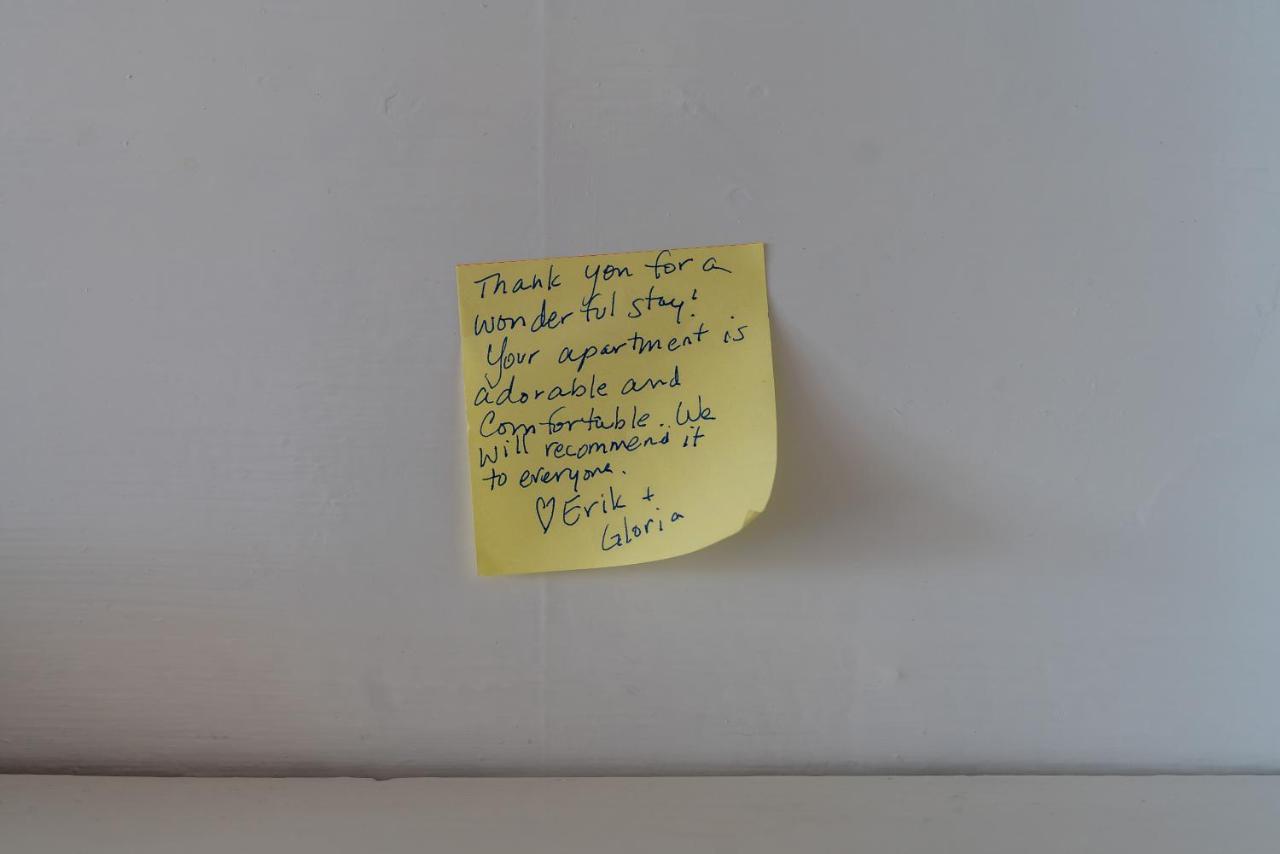 Thank you for a
wonderful stay!
Your apartment is
adorable and
Comfortable. We
will recommend it
to everyone.
♡ Erik +
Gloria